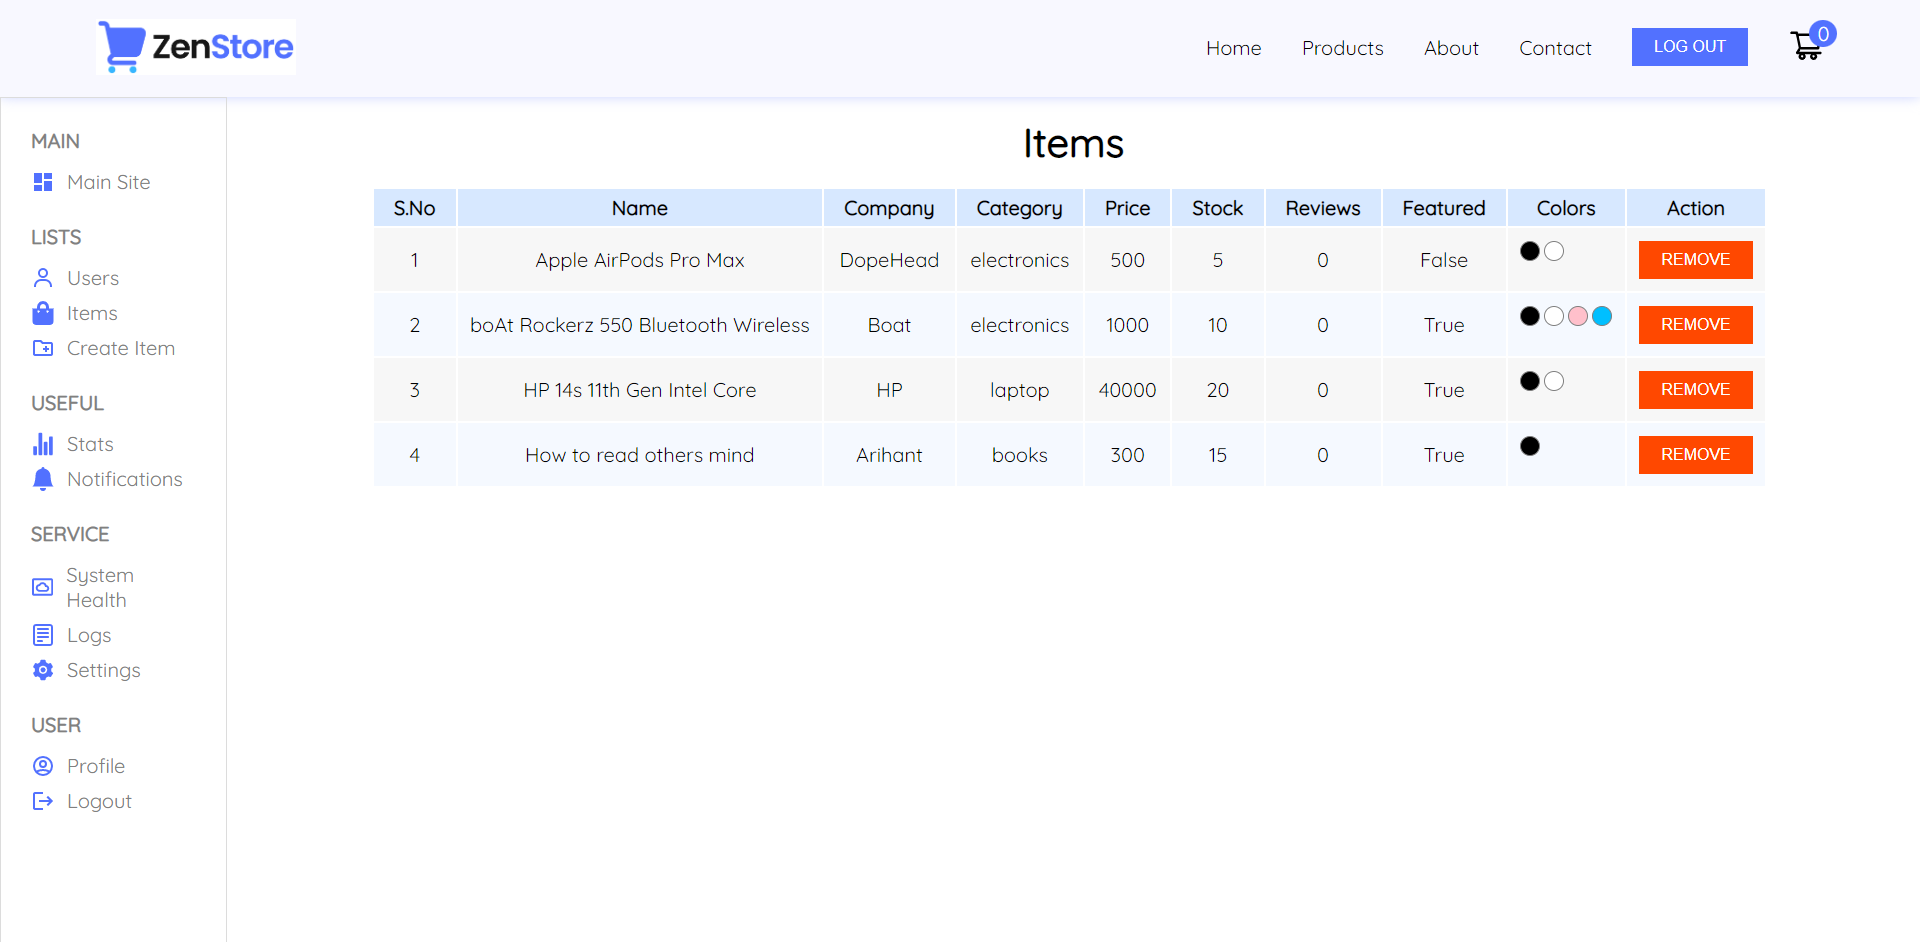 ZenStore
Home Products About Contact LOG OUT 0
MAIN
Main Site
LISTS
Users
Items
Create Item
USEFUL
Stats
Notifications
SERVICE
System
Health
Logs
Settings
USER
Profile
Logout
Items
S.No Name Company Category Price Stock Reviews Featured Colors Action
1 Apple AirPods Pro Max DopeHead electronics 500 5 0 False REMOVE
2 boAt Rockerz 550 Bluetooth Wireless Boat electronics 1000 10 0 True REMOVE
3 HP 14s 11th Gen Intel Core HP laptop 40000 20 0 True REMOVE
4 How to read others mind Arihant books 300 15 0 True REMOVE